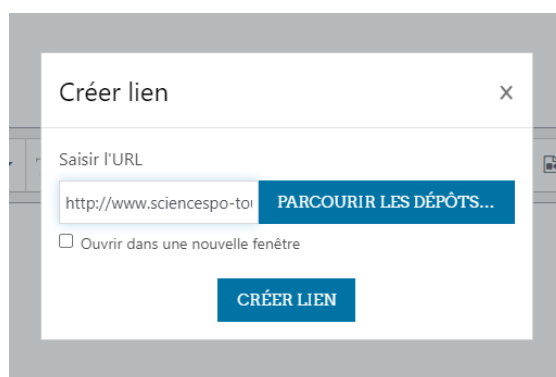 Créer lien ×
Saisir l'URL
http://www.sciencespo-to PARCOURIR LES DÉPÔTS...
Ouvrir dans une nouvelle fenêtre
CRÉER LIEN